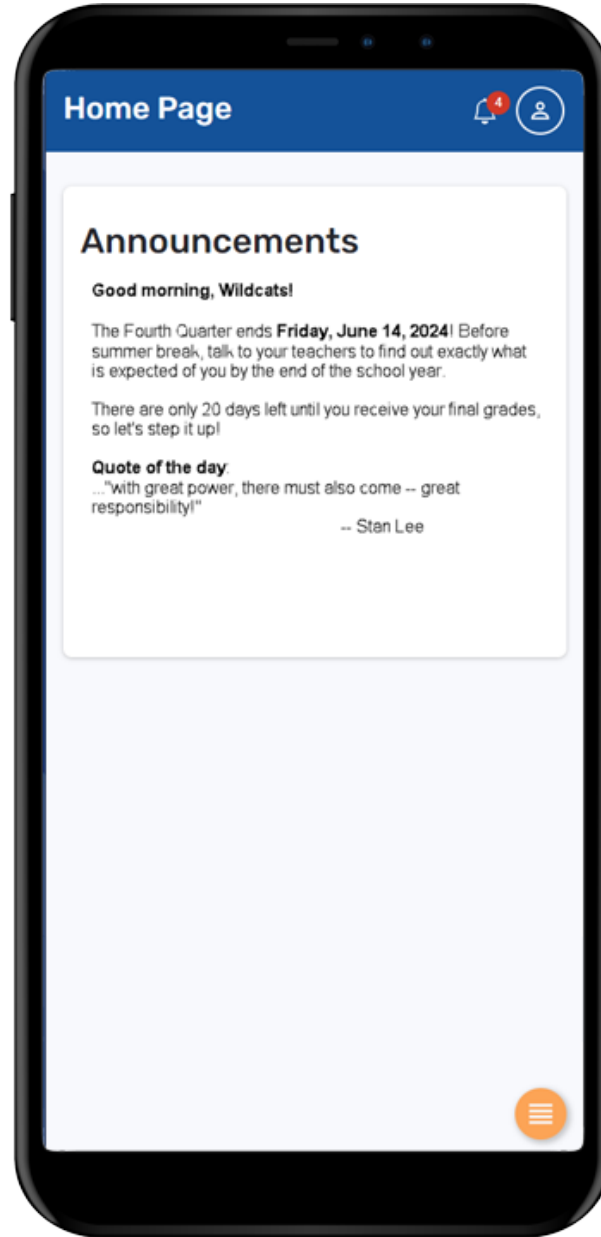 Home Page
4
Announcements
Good morning, Wildcats!
The Fourth Quarter ends Friday, June 14, 2024! Before
summer break, talk to your teachers to find out exactly what
is expected of you by the end of the school year.
There are only 20 days left until you receive your final grades,
so let's step it up!
Quote of the day:
..."with great power, there must also come -- great
responsibility!"
-- Stan Lee